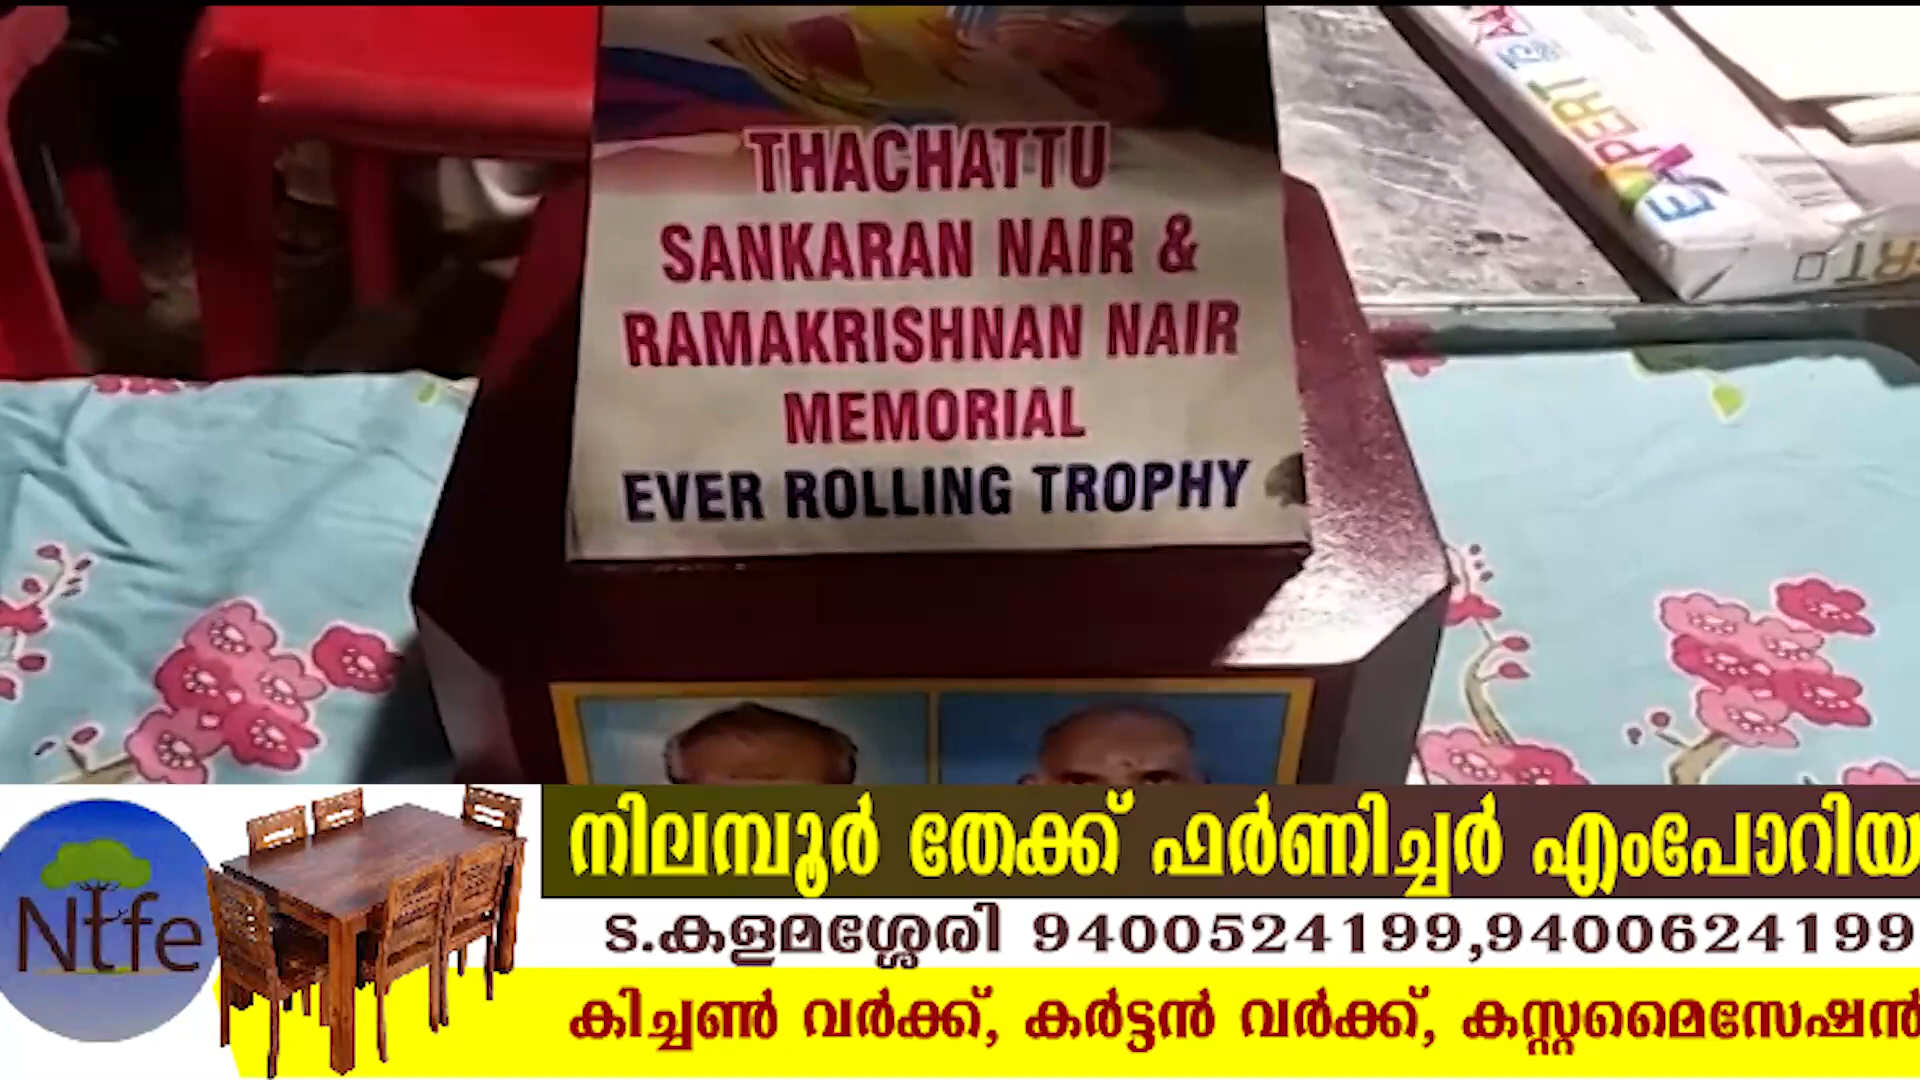 THACHATTU
SANKARAN NAIR &
RAMAKRISHNAN NAIR
MEMORIAL
EVER ROLLING TROPHY
EXPERT
Ntfe
നിലമ്പൂർ തേക്ക് ഫർണിച്ചർ എംപോറിയ
ട.കളമശ്ശേരി 9400524199,9400624199
കിച്ചൺ വർക്ക്, കർട്ടൻ വർക്ക്, കസ്റ്റമൈസേഷൻ